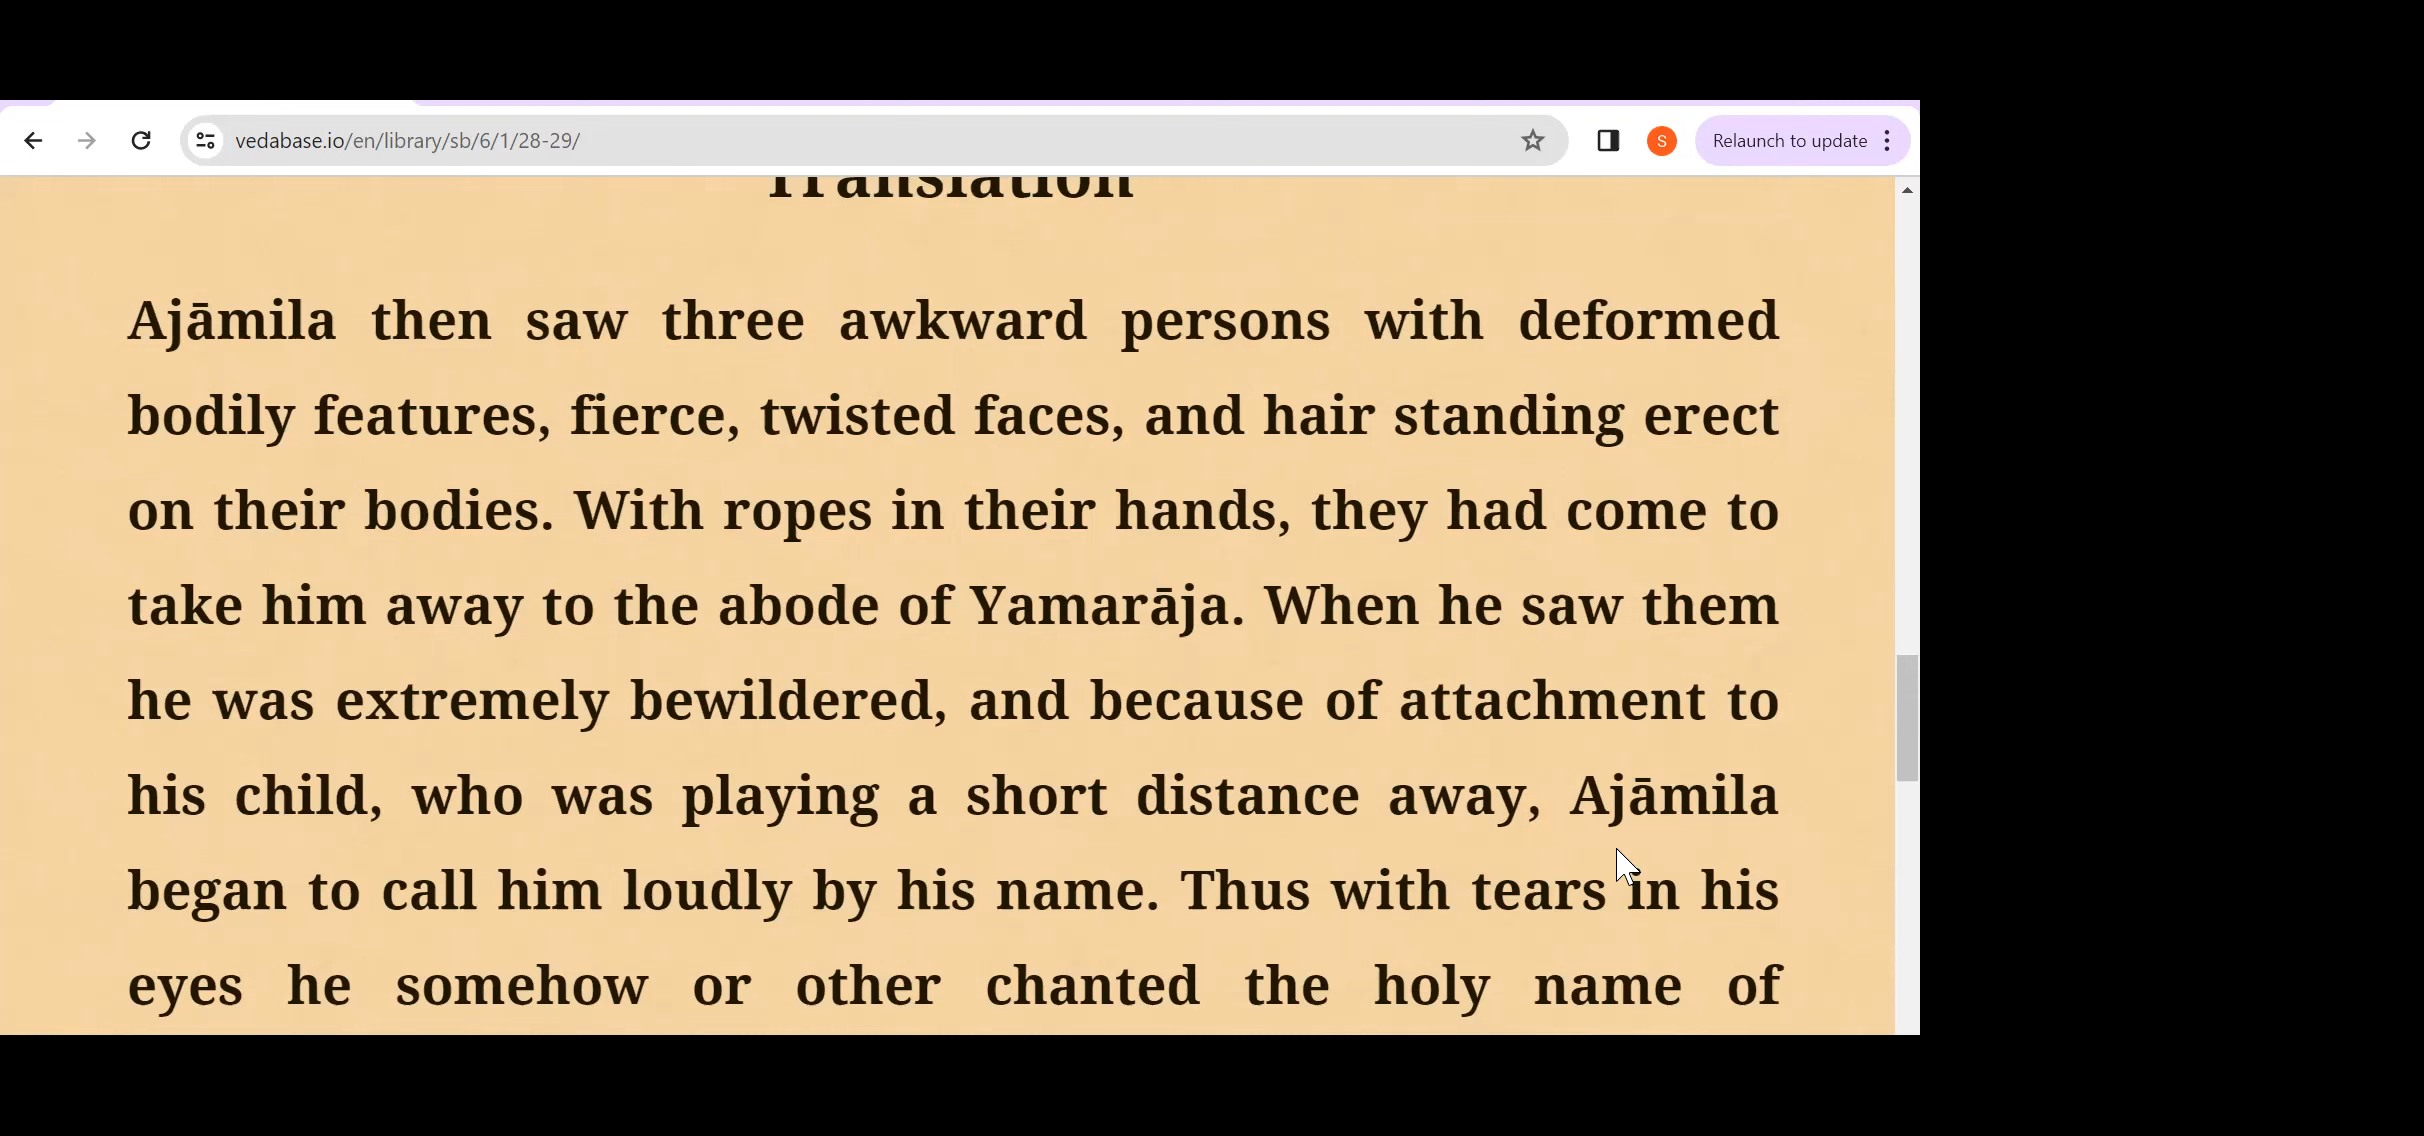 vedabase.io/en/library/sb/6/1/28-29/
S
Relaunch to update
Translation
Ajāmila then saw three awkward persons with deformed
bodily features, fierce, twisted faces, and hair standing erect
on their bodies. With ropes in their hands, they had come to
take him away to the abode of Yamarāja. When he saw them
he was extremely bewildered, and because of attachment to
his child, who was playing a short distance away, Ajāmila
began to call him loudly by his name. Thus with tears in his
eyes he somehow or other chanted the holy name of